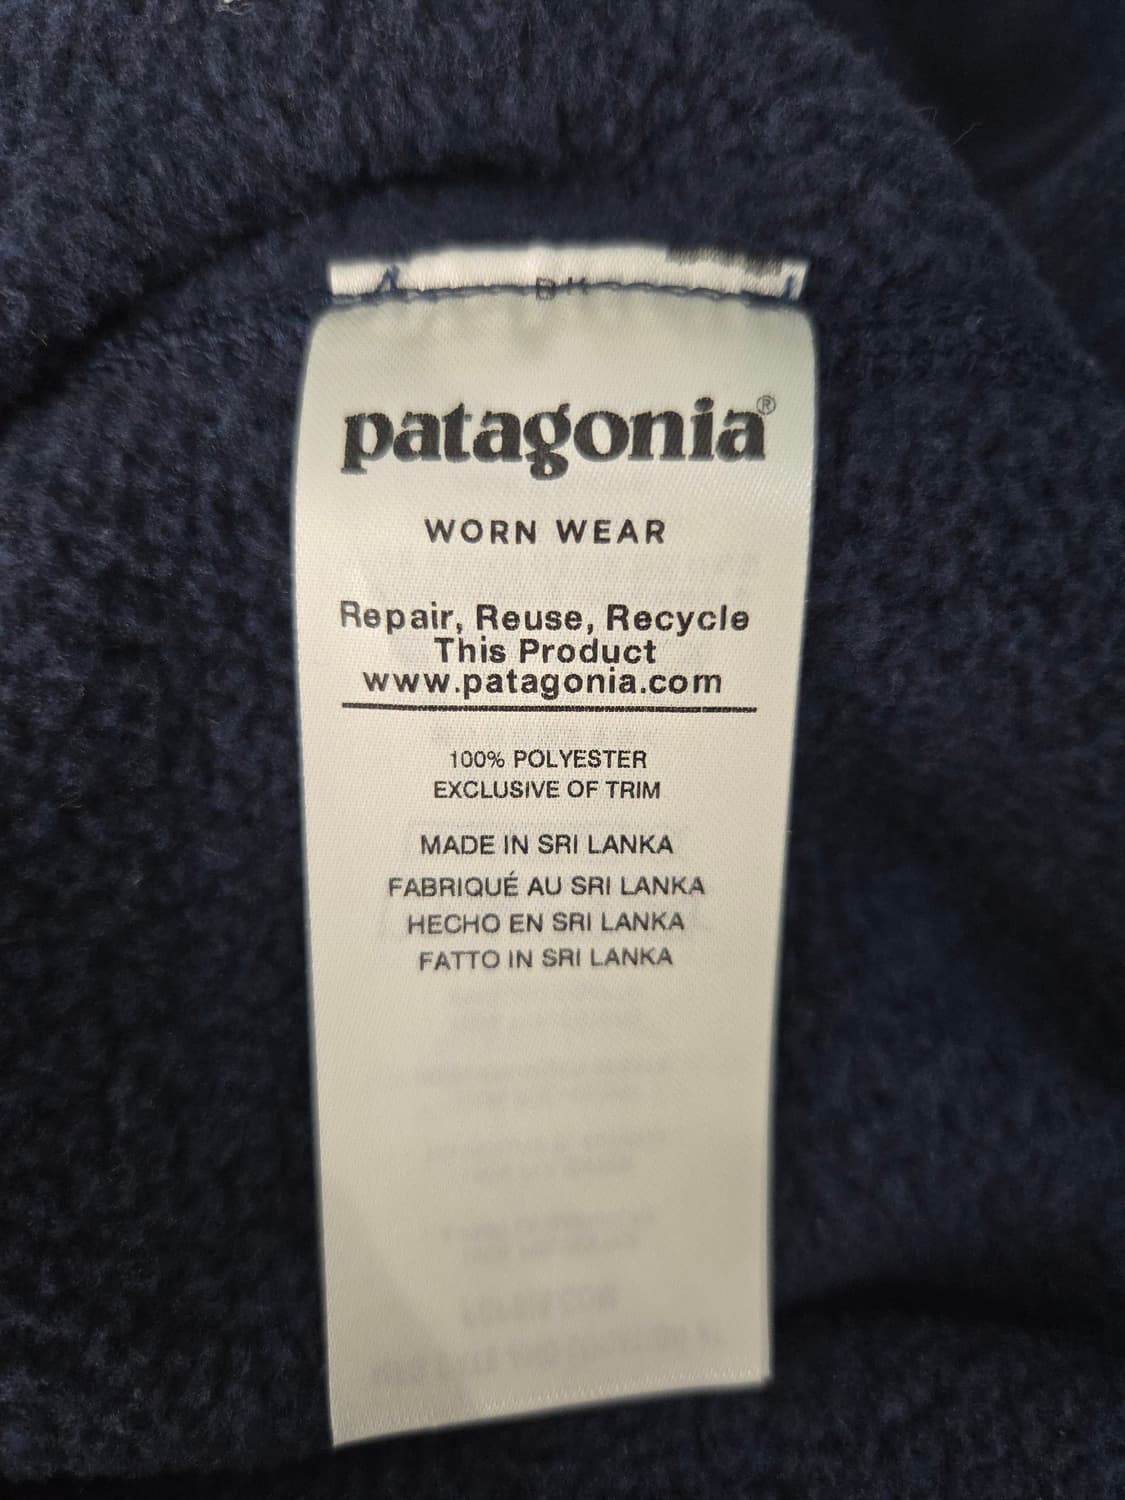 patagonia®
WORN WEAR
Repair, Reuse, Recycle
This Product
www.patagonia.com
100% POLYESTER
EXCLUSIVE OF TRIM
MADE IN SRI LANKA
FABRIQUÉ AU SRI LANKA
HECHO EN SRI LANKA
FATTO IN SRI LANKA